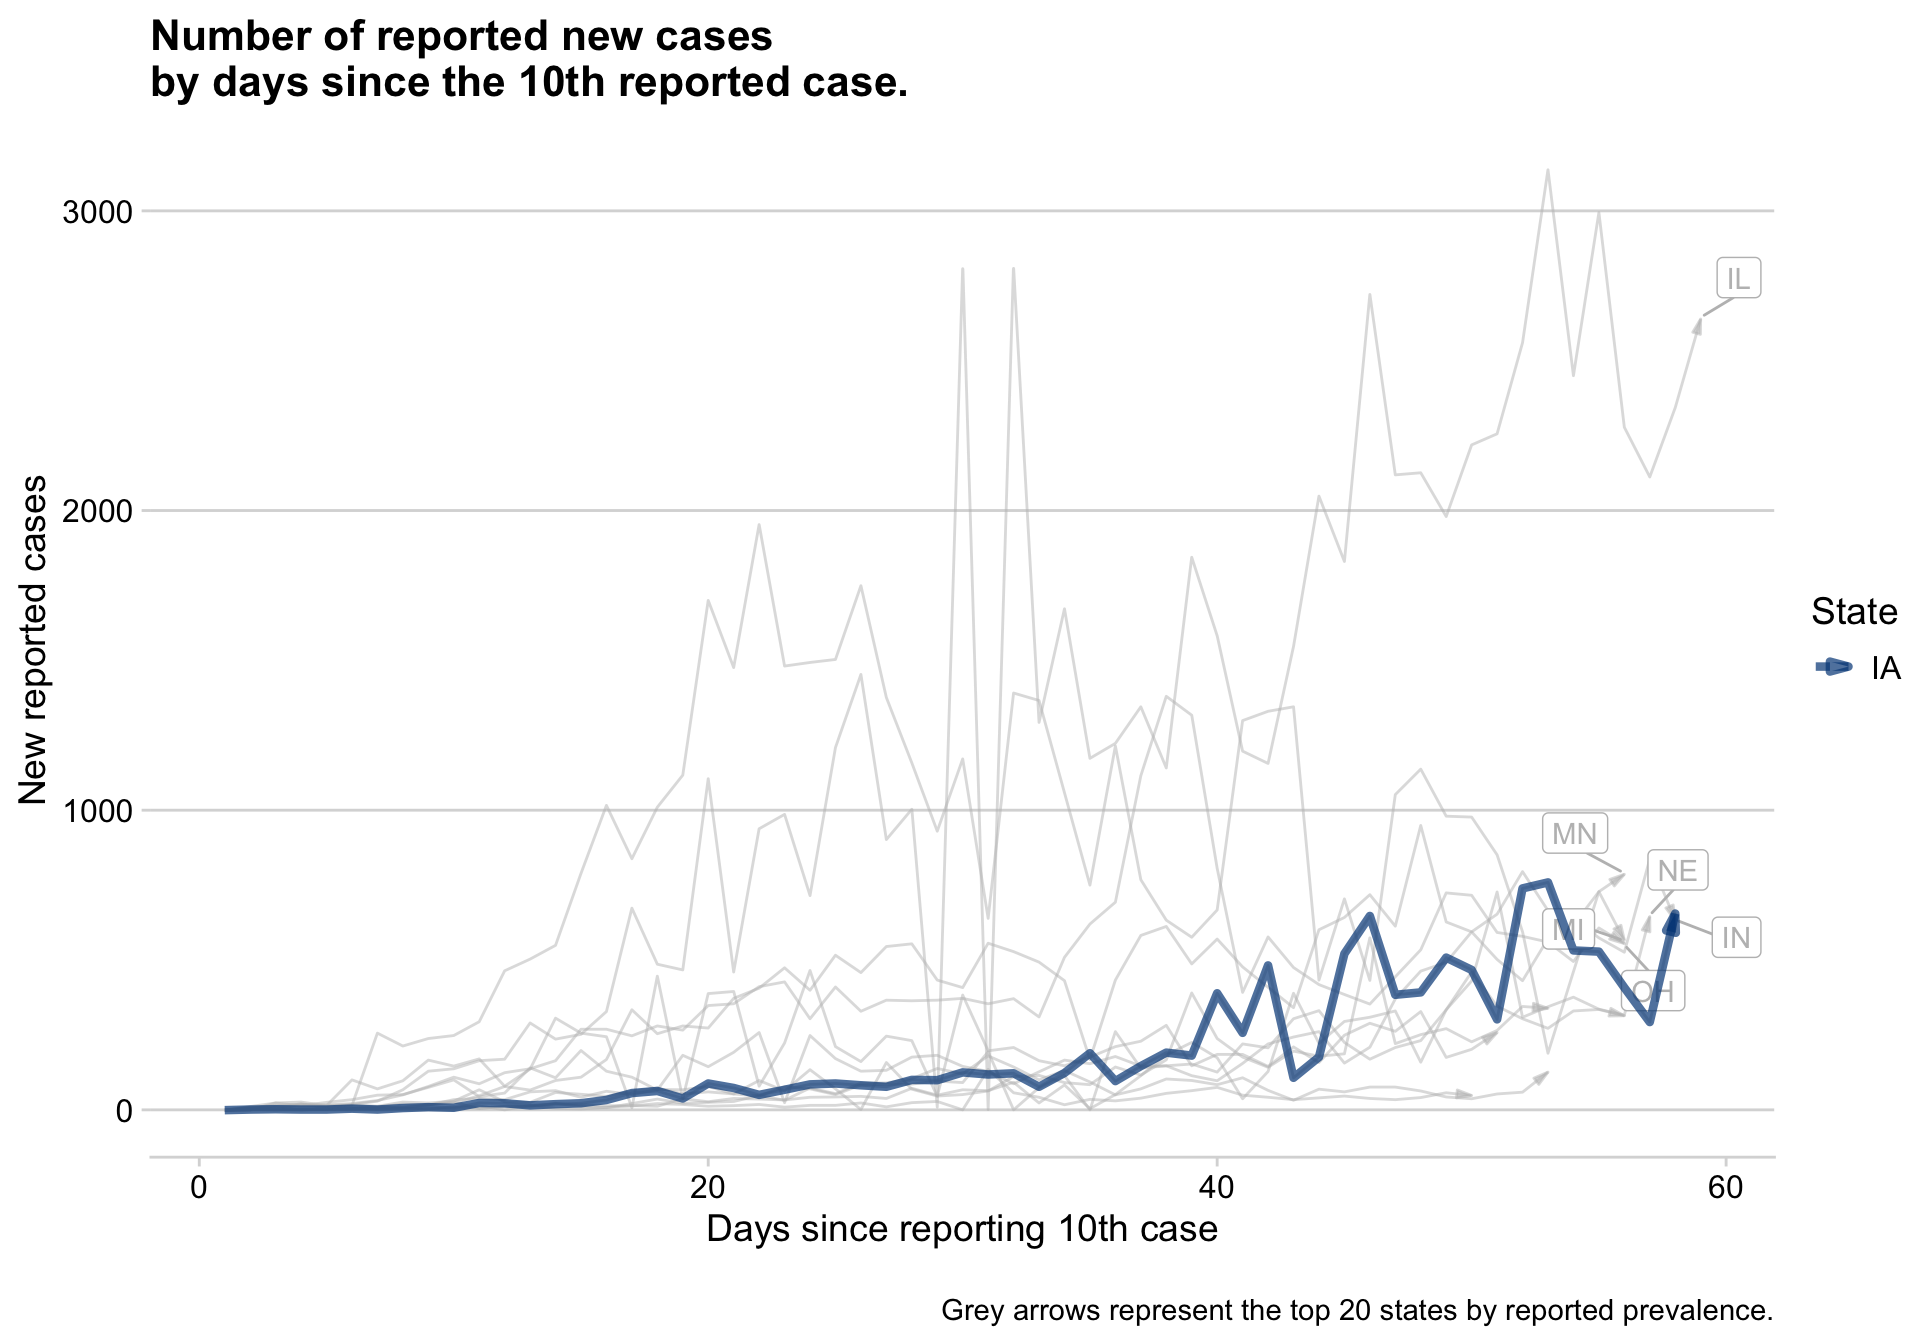 Number of reported new cases
by days since the 10th reported case.
3000
2000
1000
0
New reported cases
IL
MN
NE
MI
IN
OH
State
IA
0
20
40
60
Days since reporting 10th case
Grey arrows represent the top 20 states by reported prevalence.